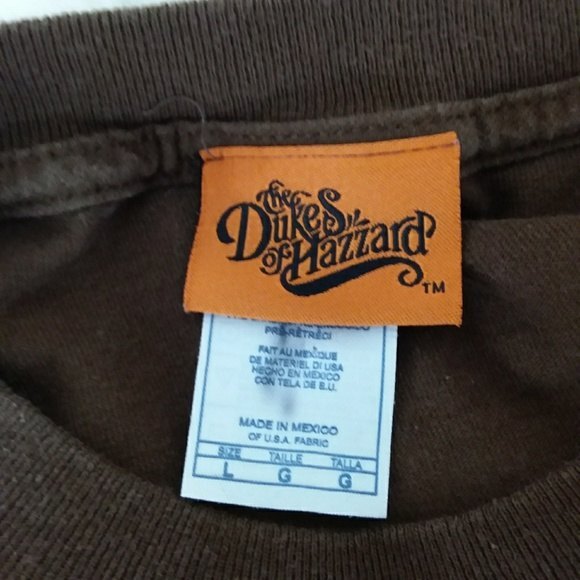 The
Dukes
of Hazzard
TM
PRE-RÉTRÉCI
FAIT AU MEXIQUE
DE MATERIEL DI USA
HECHO EN MEXICO
CON TELA DE E.U.
MADE IN MEXICO
OF U.S.A. FABRIC
SIZE TAILLE TALLA
L G G